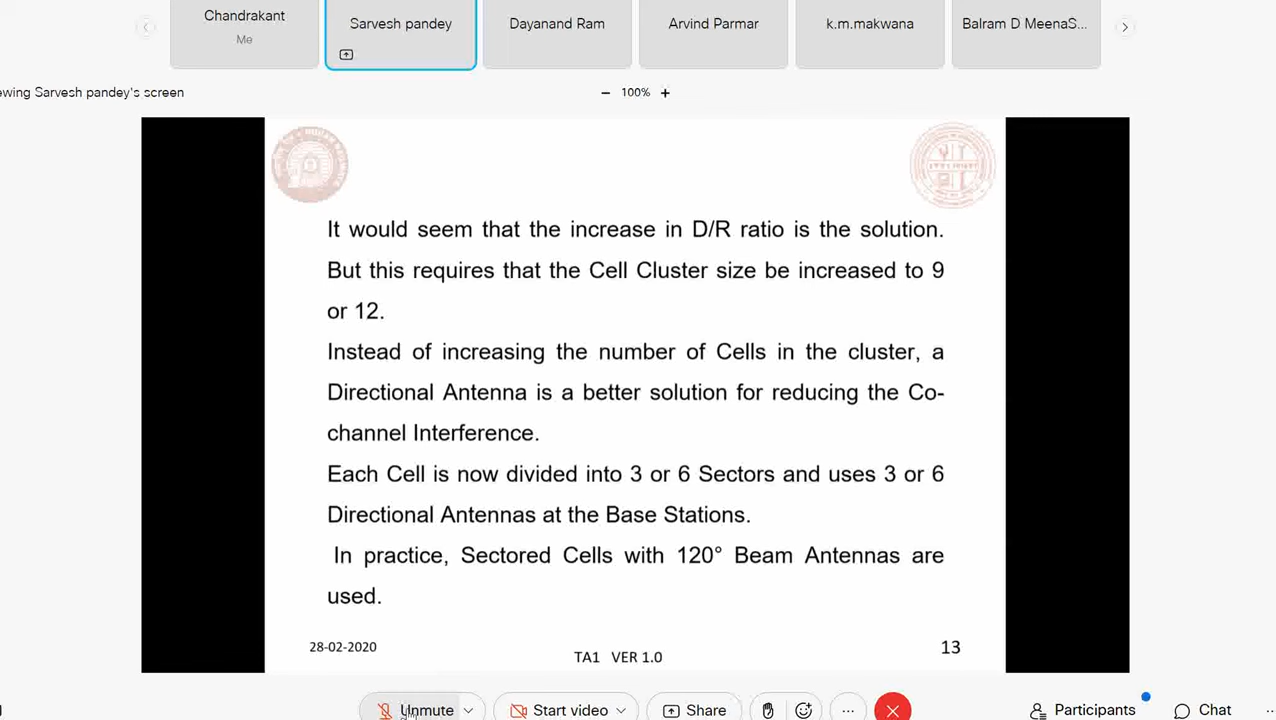 Chandrakant
Me
Sarvesh pandey
Dayanand Ram
Arvind Parmar
k.m.makwana
Balram D MeenaS...
ewing Sarvesh pandey's screen
100%
It would seem that the increase in D/R ratio is the solution.
But this requires that the Cell Cluster size be increased to 9
or 12.
Instead of increasing the number of Cells in the cluster, a
Directional Antenna is a better solution for reducing the Co-
channel Interference.
Each Cell is now divided into 3 or 6 Sectors and uses 3 or 6
Directional Antennas at the Base Stations.
In practice, Sectored Cells with 120° Beam Antennas are
used.
28-02-2020
TA1 VER 1.0
13
Unmute
Start video
Share
Participants
Chat